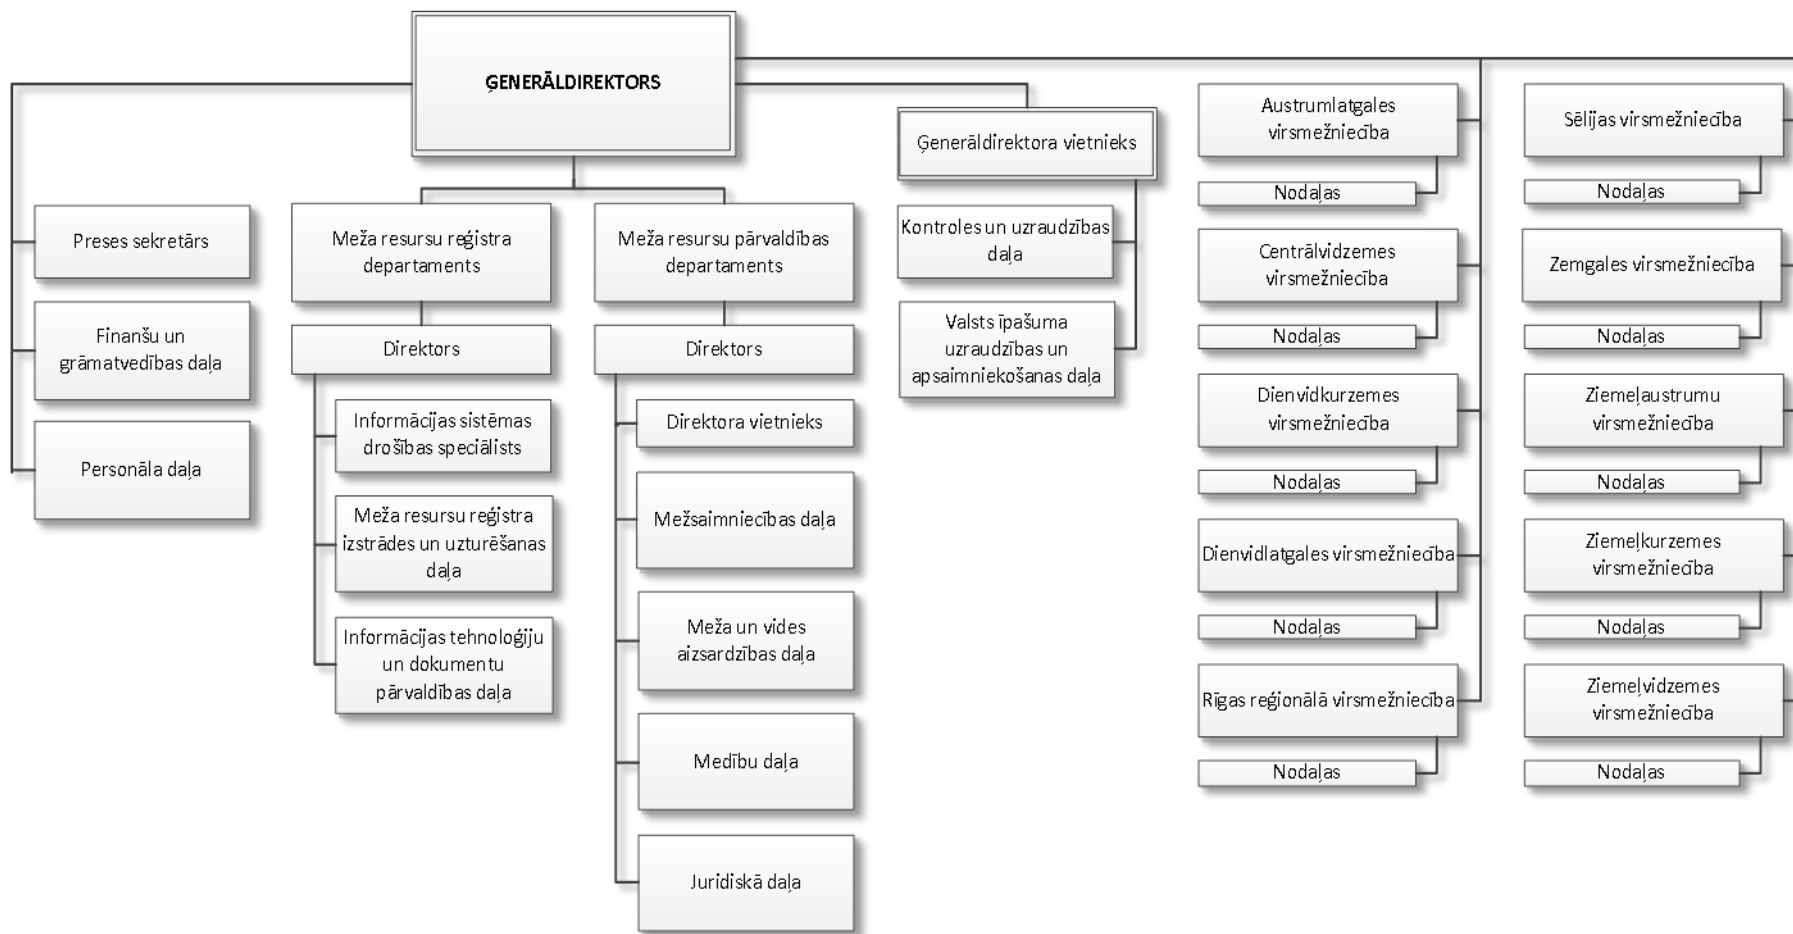 ĢENERĀLDIREKTORS
Preses sekretārs
Finanšu un
grāmatvedības daļa
Personāla daļa
Meža resursu reģistra
departaments
Direktors
Informācijas sistēmas
drošības speciālists
Meža resursu reģistra
izstrādes un uzturēšanas
daļa
Informācijas tehnoloģiju
un dokumentu
pārvaldības daļa
Meža resursu pārvaldības
departaments
Direktors
Direktora vietnieks
Mežsaimniecības daļa
Meža un vides
aizsardzības daļa
Medību daļa
Juridiskā daļa
Ģenerāldirektora vietnieks
Kontroles un uzraudzības
daļa
Valsts īpašuma
uzraudzības un
apsaimniekošanas daļa
Austrumlatgales
virsmežniecība
Nodaļas
Centrālvidzemes
virsmežniecība
Nodaļas
Dienvidkurzemes
virsmežniecība
Nodaļas
Dienvidlatgales virsmežniecība
Nodaļas
Rīgas reģionālā virsmežniecība
Nodaļas
Sēlijas virsmežniecība
Nodaļas
Zemgales virsmežniecība
Nodaļas
Ziemeļaustrumu
virsmežniecība
Nodaļas
Ziemeļkurzemes
virsmežniecība
Nodaļas
Ziemeļvidzemes
virsmežniecība
Nodaļas